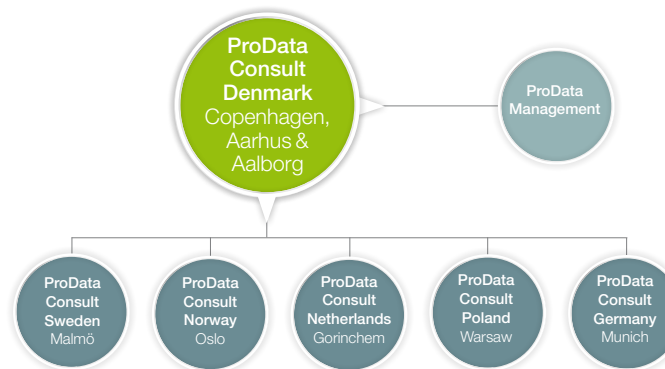 ProData
Consult
Denmark
Copenhagen,
Aarhus &
Aalborg
ProData
Management
ProData
Consult
Sweden
Malmö
ProData
Consult
Norway
Oslo
ProData
Consult
Netherlands
Gorinchem
ProData
Consult
Poland
Warsaw
ProData
Consult
Germany
Munich